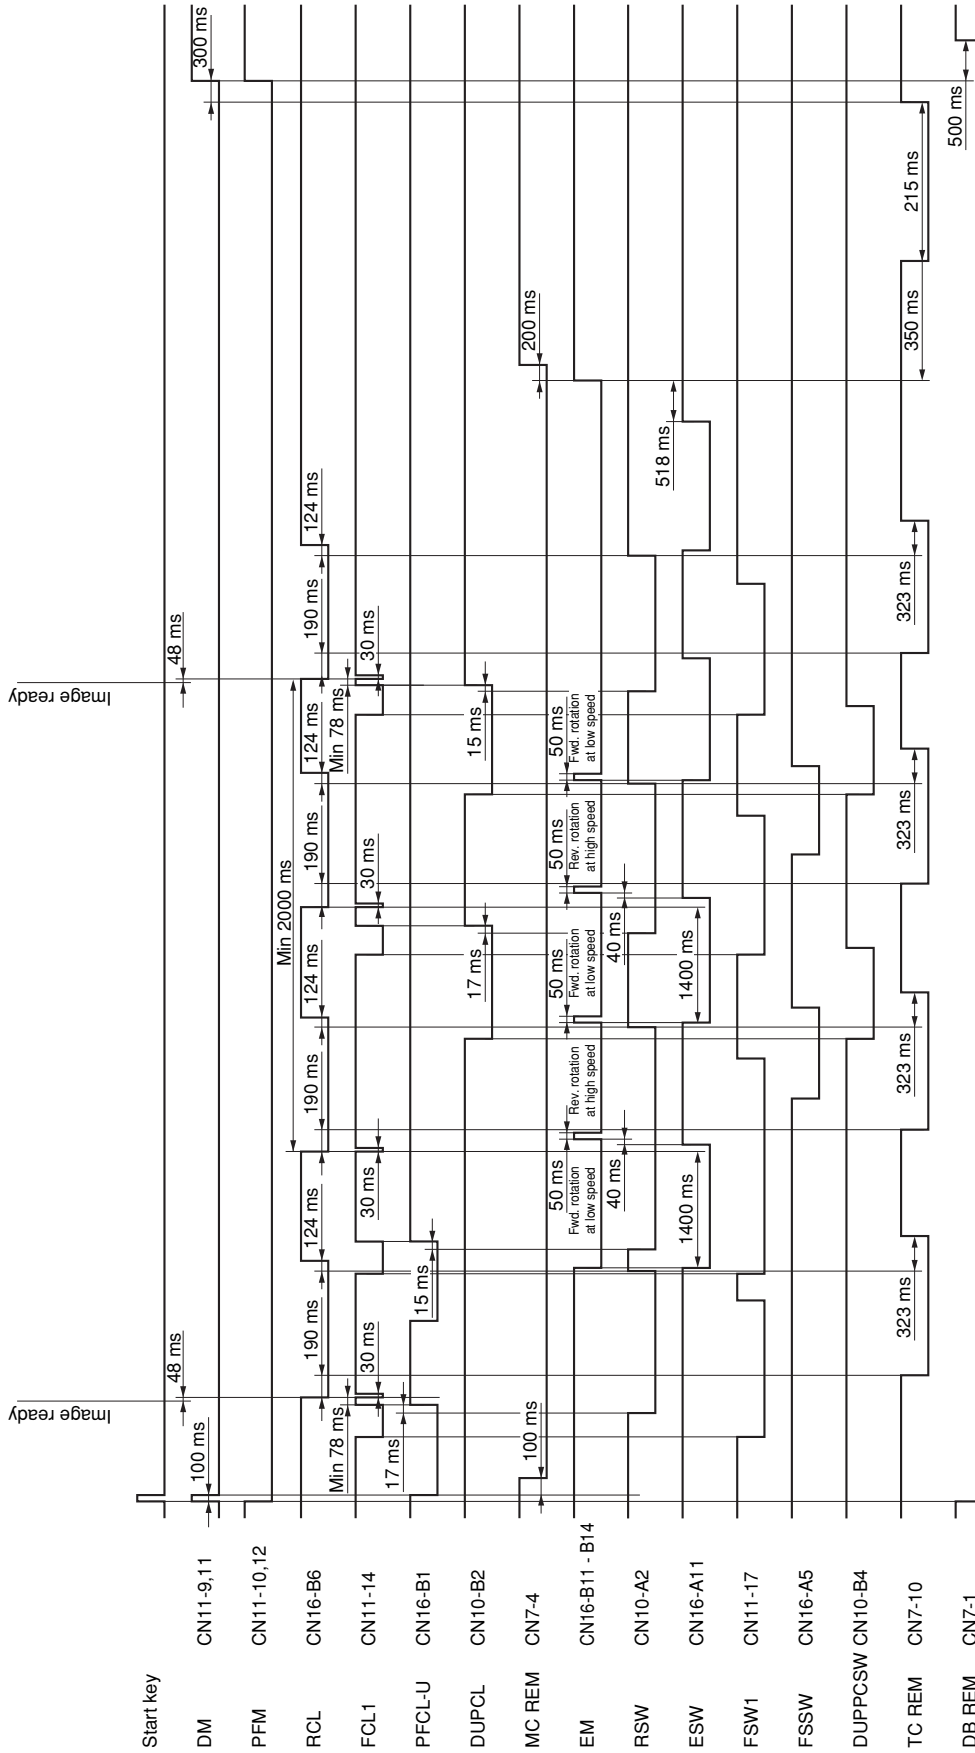 Start key
DM CN11-9,11
PFM CN11-10,12
RCL CN16-B6
FCL1 CN11-14
PFCL-U CN16-B1
DUPCL CN10-B2
MC REM CN7-4
EM CN16-B11 - B14
RSW CN10-A2
ESW CN16-A11
FSW1 CN11-17
FSSW CN16-A5
DUPPCSW CN10-B4
TC REM CN7-10
DB REM CN7-1
Image ready
Image ready
100 ms
48 ms
48 ms
300 ms
Min 2000 ms
190 ms
124 ms
190 ms
124 ms
190 ms
124 ms
190 ms
124 ms
Min 78 ms
30 ms
30 ms
30 ms
Min 78 ms
30 ms
17 ms
15 ms
17 ms
15 ms
100 ms
200 ms
Fwd. rotation
at low speed
50 ms
Rev. rotation
at high speed
50 ms
Fwd. rotation
at low speed
50 ms
Rev. rotation
at high speed
50 ms
Fwd. rotation
at low speed
40 ms
40 ms
1400 ms
1400 ms
518 ms
323 ms
323 ms
323 ms
323 ms
350 ms
215 ms
500 ms